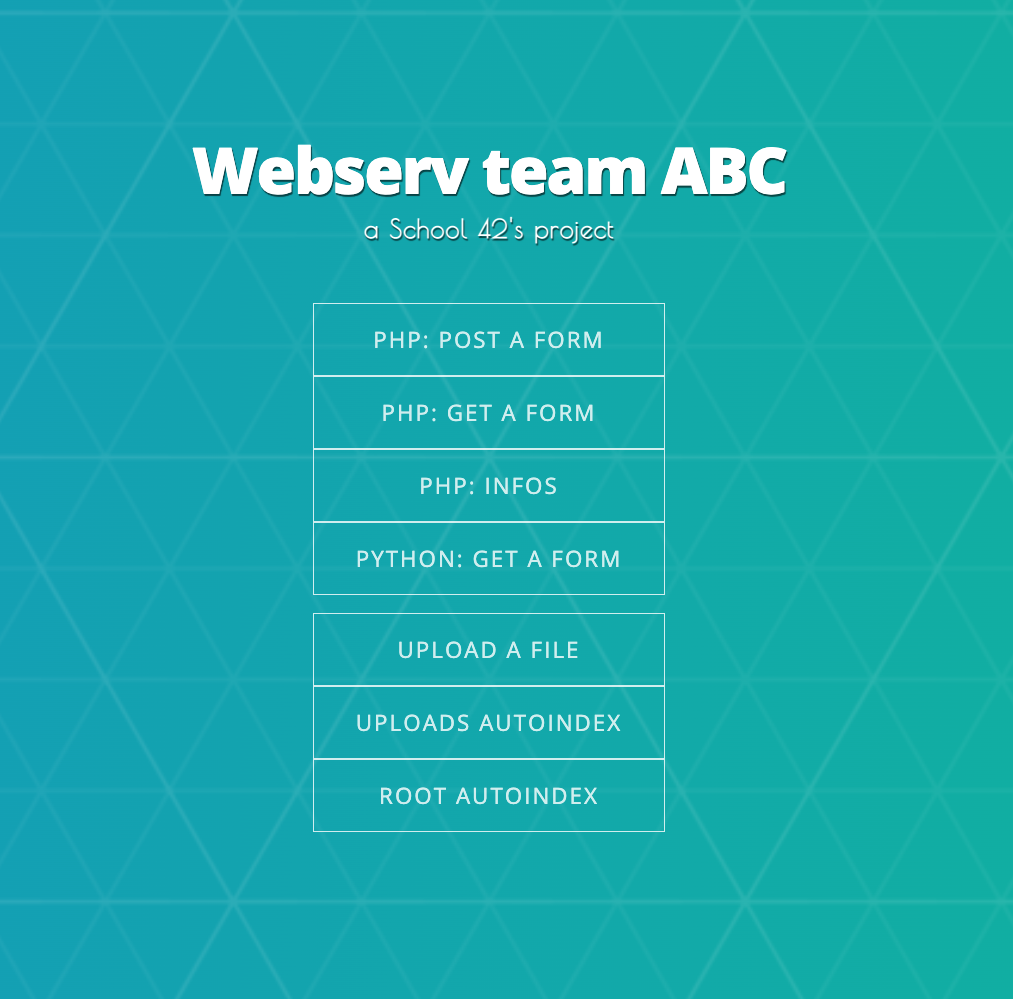 Webserv team ABC
a School 42's project
PHP: POST A FORM
PHP: GET A FORM
PHP: INFOS
PYTHON: GET A FORM
UPLOAD A FILE
UPLOADS AUTOINDEX
ROOT AUTOINDEX